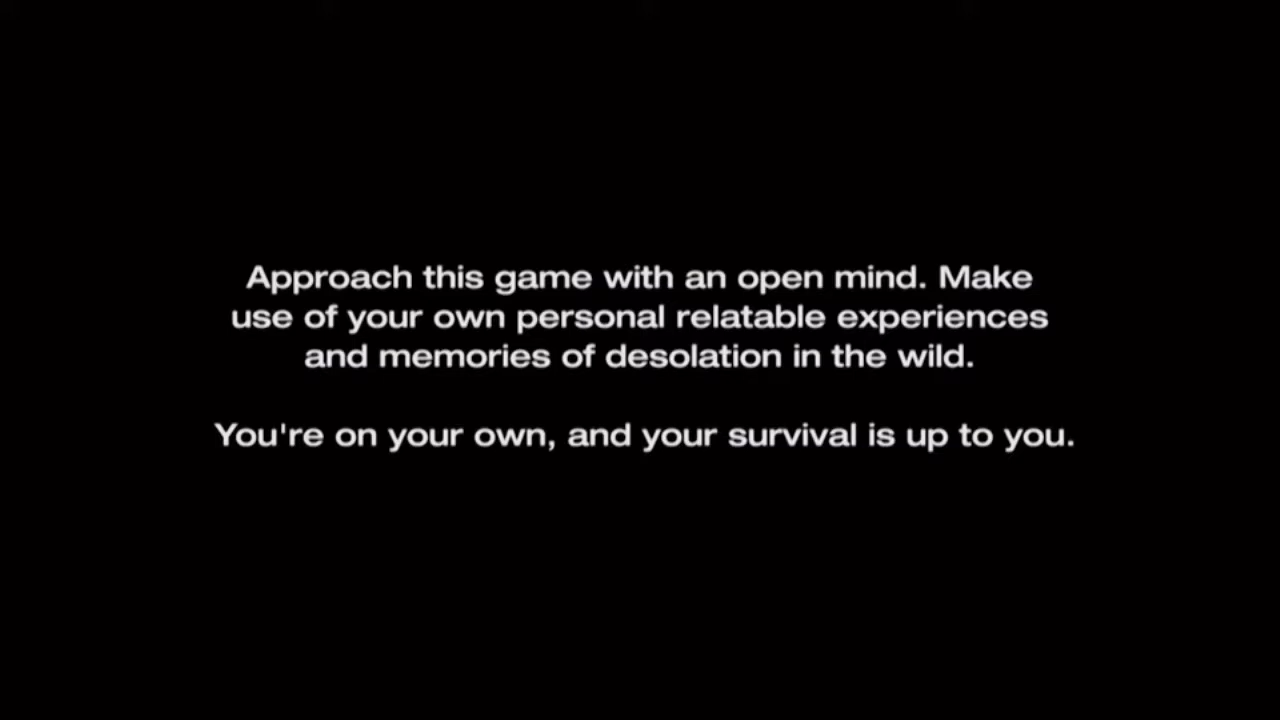 Approach this game with an open mind. Make
use of your own personal relatable experiences
and memories of desolation in the wild.
You're on your own, and your survival is up to you.